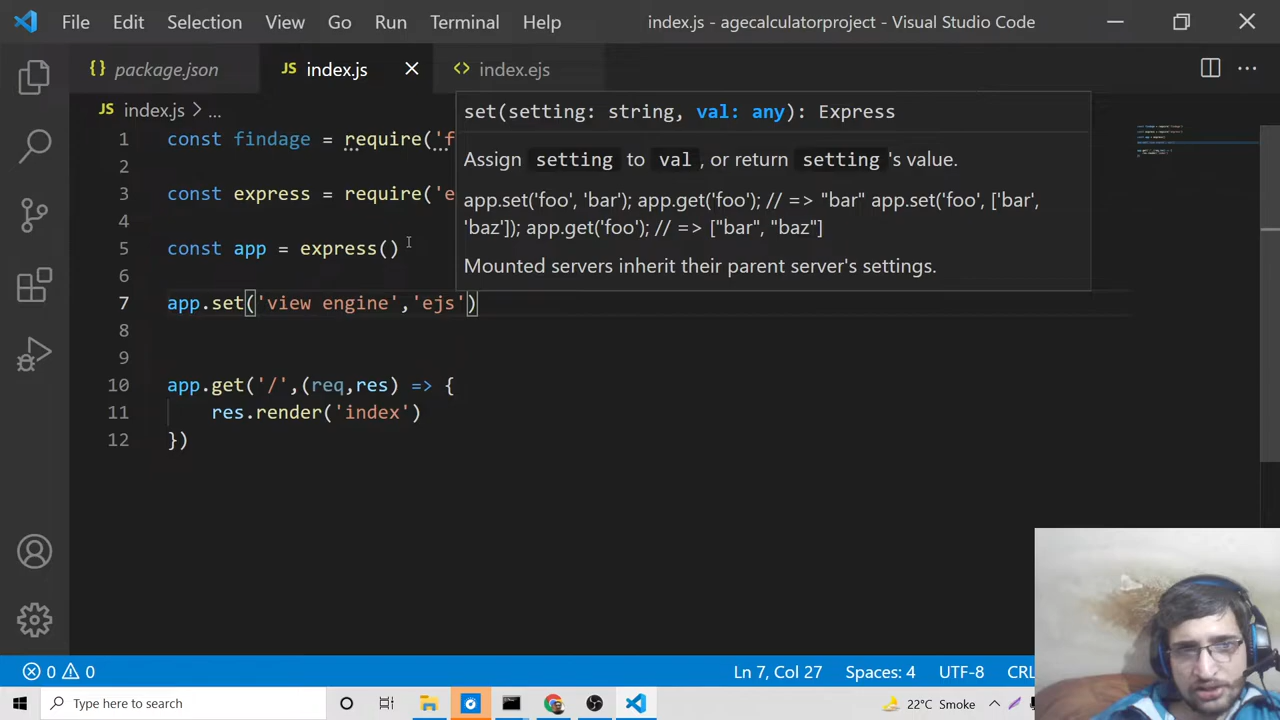 File Edit Selection View Go Run Terminal Help index.js - agecalculatorproject - Visual Studio Code
{} package.json JS index.js <> index.ejs
JS index.js > ...
set(setting: string, val: any): Express
1 const findage = require('f
Assign setting to val, or return setting's value.
2
3 const express = require('e
app.set('foo', 'bar'); app.get('foo'); // => "bar" app.set('foo', ['bar',
4
'baz']); app.get('foo'); // => ["bar", "baz"]
5 const app = express()
Mounted servers inherit their parent server's settings.
6
7 app.set('view engine','ejs')
8
9
10 app.get('/',(req,res) => {
11 res.render('index')
12 })
0 0 Ln 7, Col 27 Spaces: 4 UTF-8 CRL
Type here to search 22°C Smoke